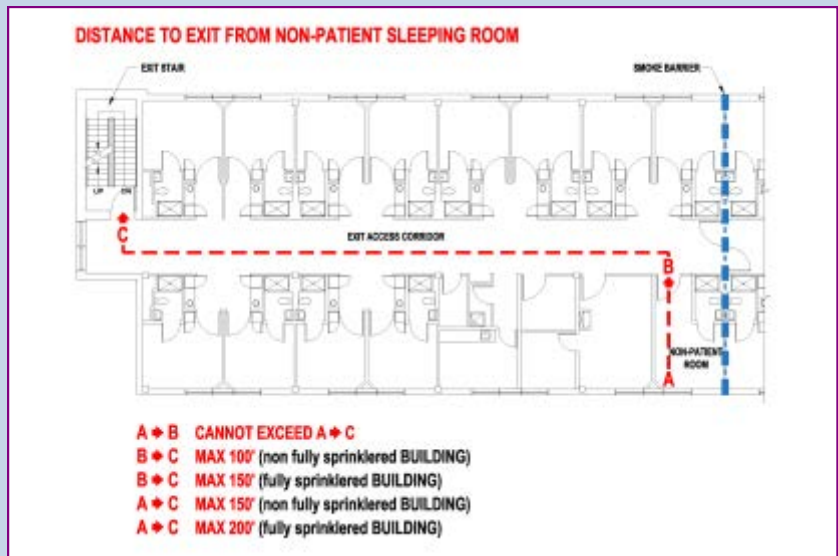 DISTANCE TO EXIT FROM NON-PATIENT SLEEPING ROOM
EXIT STAIR
SMOKE BARRIER
UP DN
C
EXIT ACCESS CORRIDOR
B
NON-PATIENT
ROOM
A
A → B CANNOT EXCEED A → C
B → C MAX 100' (non fully sprinklered BUILDING)
B → C MAX 150' (fully sprinklered BUILDING)
A → C MAX 150' (non fully sprinklered BUILDING)
A → C MAX 200' (fully sprinklered BUILDING)